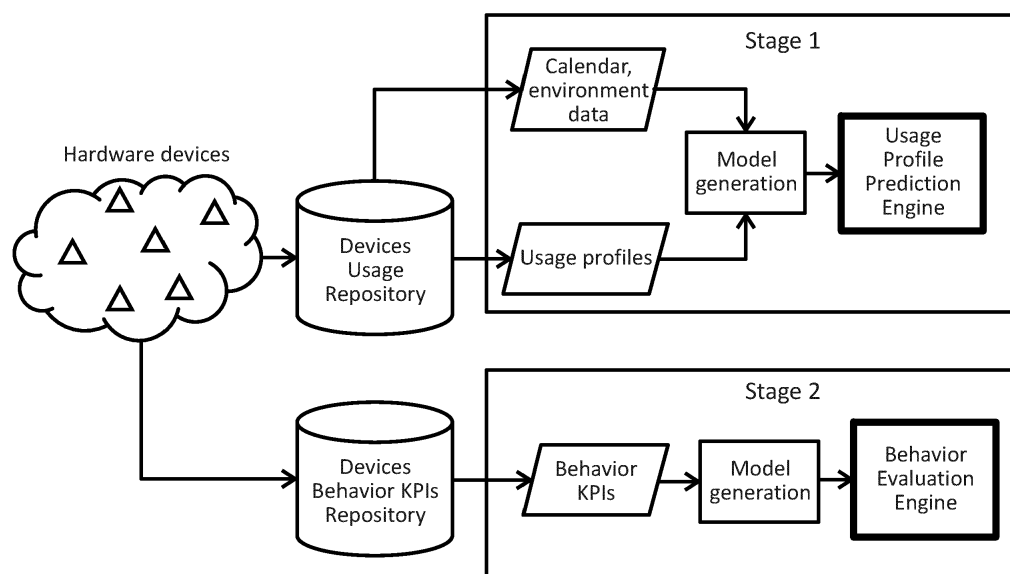 Stage 1
Calendar,
environment
data
Hardware devices
Model
generation
Usage
Profile
Prediction
Engine
Devices
Usage
Repository
Usage profiles
Stage 2
Devices
Behavior KPIs
Repository
Behavior
KPIs
Model
generation
Behavior
Evaluation
Engine